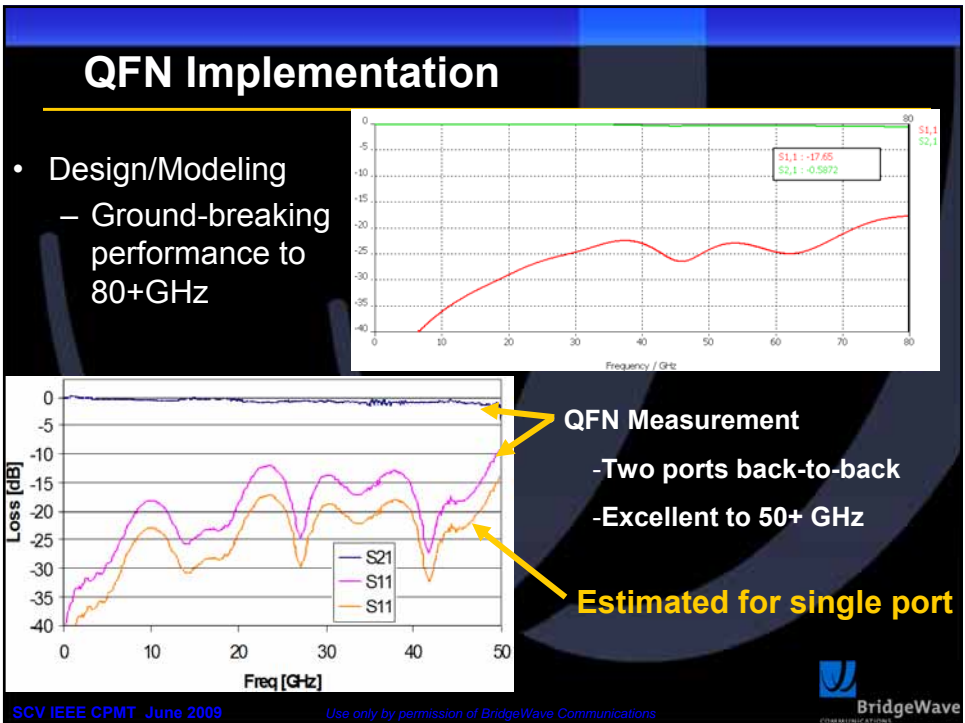 QFN Implementation
• Design/Modeling
– Ground-breaking
performance to
80+GHz
0
-5
-10
-15
-20
-25
-30
-35
-40
0 10 20 30 40 50 60 70 80
Frequency / GHz
80
S1,1
S2,1
S1,1 : -17.65
S2,1 : -0.5872
Loss [dB]
0
-5
-10
-15
-20
-25
-30
-35
-40
S21
S11
S11
0 10 20 30 40 50
Freq [GHz]
QFN Measurement
-Two ports back-to-back
-Excellent to 50+ GHz
Estimated for single port
SCV IEEE CPMT June 2009
Use only by permission of BridgeWave Communications
BridgeWave
COMMUNICATIONS